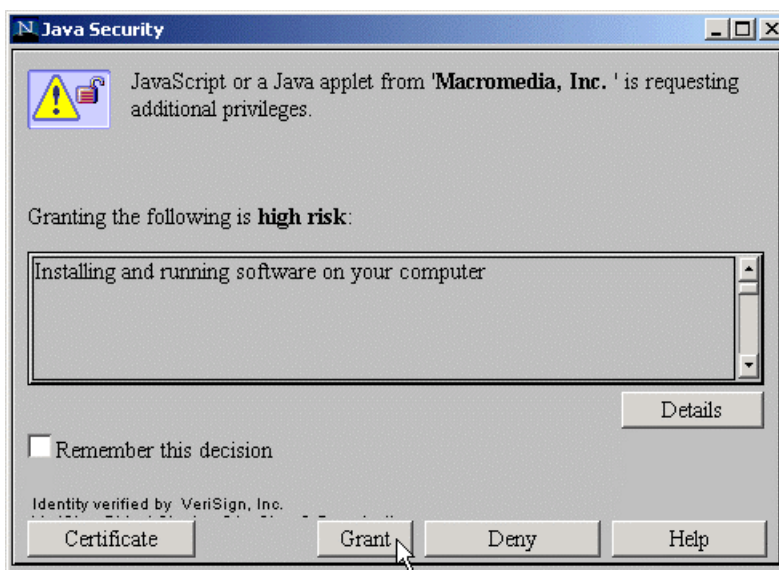 N Java Security
JavaScript or a Java applet from 'Macromedia, Inc. ' is requesting
additional privileges.
Granting the following is high risk:
Installing and running software on your computer
Details
Remember this decision
Identity verified by VeriSign, Inc.
Certificate Grant Deny Help